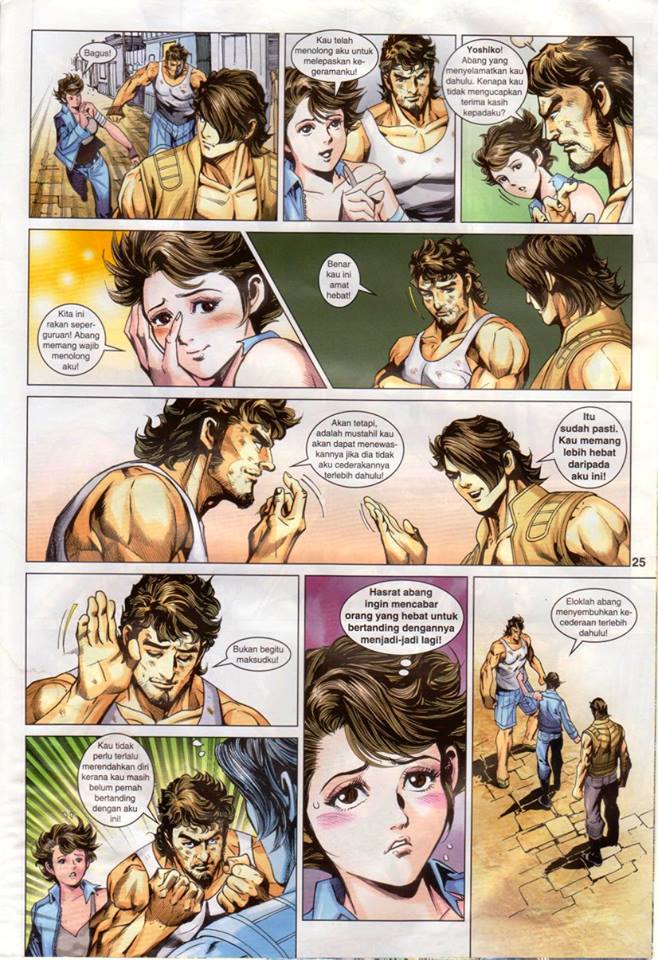 Bagus!
Kau telah
menolong aku untuk
melepaskan ke-
geramanku!
Yoshiko!
Abang yang
menyelamatkan kau
dahulu. Kenapa kau
tidak mengucapkan
terima kasih
kepadaku?
Kita ini
rakan seper-
guruan! Abang
memang wajib
menolong
aku!
Benar
kau ini
amat
hebat!
Akan tetapi,
adalah mustahil kau
akan dapat menewas-
kannya jika dia tidak
aku cederakannya
terlebih dahulu!
Itu
sudah pasti.
Kau memang
lebih hebat
daripada
aku ini!
25
Bukan begitu
maksudku!
Hasrat abang
ingin mencabar
orang yang hebat untuk
bertanding dengannya
menjadi-jadi lagi!
Eloklah abang
menyembuhkan ke-
cederaan terlebih
dahulu!
Kau tidak
perlu terlalu
merendahkan diri
kerana kau masih
belum pernah
bertanding
dengan aku
ini!